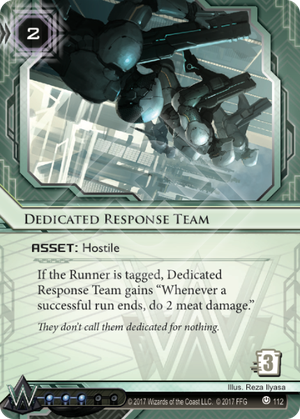 2
DEDICATED RESPONSE TEAM
ASSET: Hostile
If the Runner is tagged, Dedicated
Response Team gains “Whenever a
successful run ends, do 2 meat damage.”
They don't call them dedicated for nothing.
3
Illus. Reza Ilyasa
© 2017 Wizards of the Coast LLC. © 2017 FFG 112